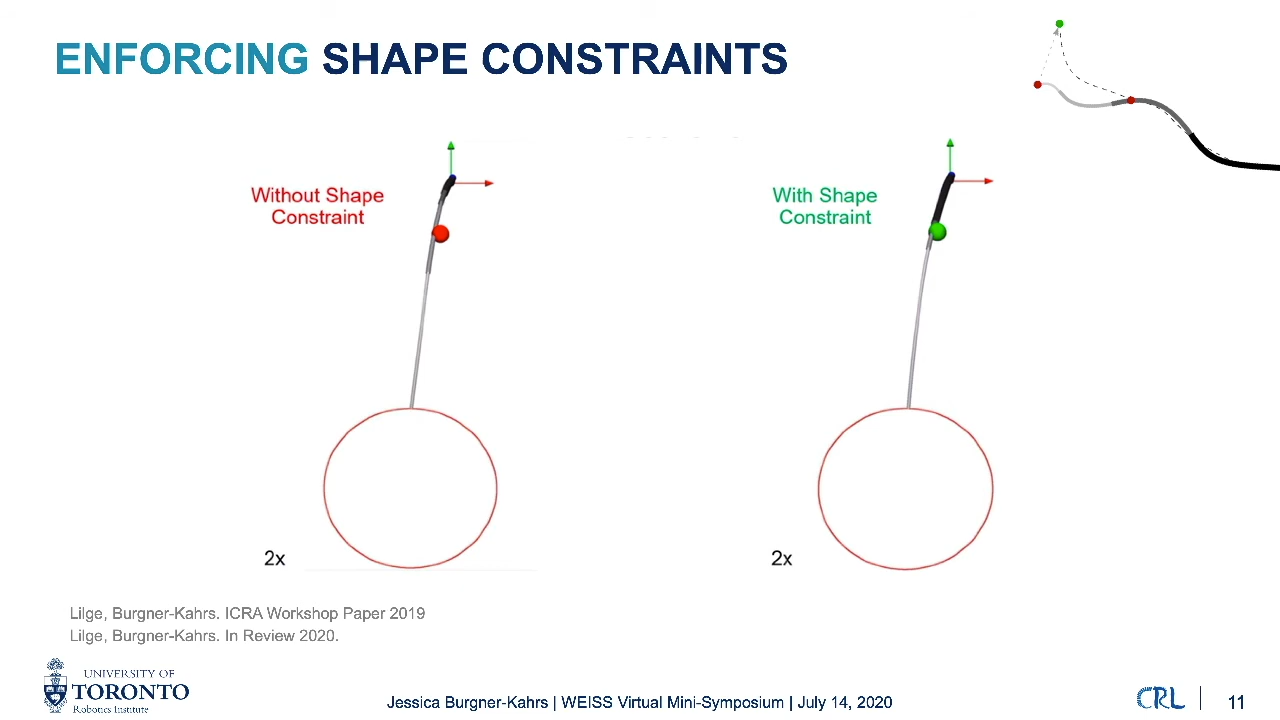 ENFORCING SHAPE CONSTRAINTS
Without Shape
Constraint
With Shape
Constraint
2x
2x
Lilge, Burgner-Kahrs. ICRA Workshop Paper 2019
Lilge, Burgner-Kahrs. In Review 2020.
UNIVERSITY OF
TORONTO
Robotics Institute
Jessica Burgner-Kahrs | WEISS Virtual Mini-Symposium | July 14, 2020
CRL
11